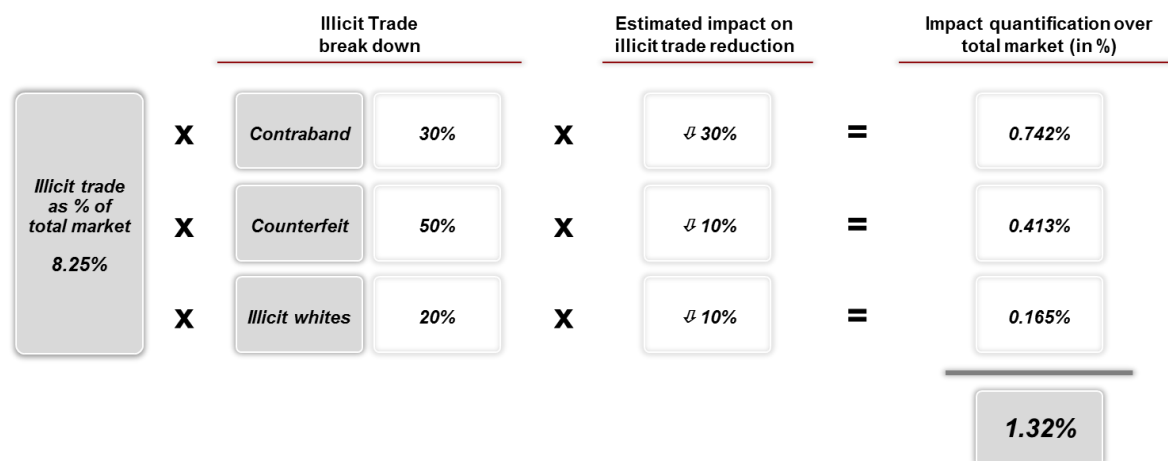 Illicit Trade
break down
Estimated impact on
illicit trade reduction
Impact quantification over
total market (in %)
Illicit trade
as % of
total market
8.25%
x Contraband 30% x ⇩ 30% = 0.742%
x Counterfeit 50% x ⇩ 10% = 0.413%
x Illicit whites 20% x ⇩ 10% = 0.165%
1.32%